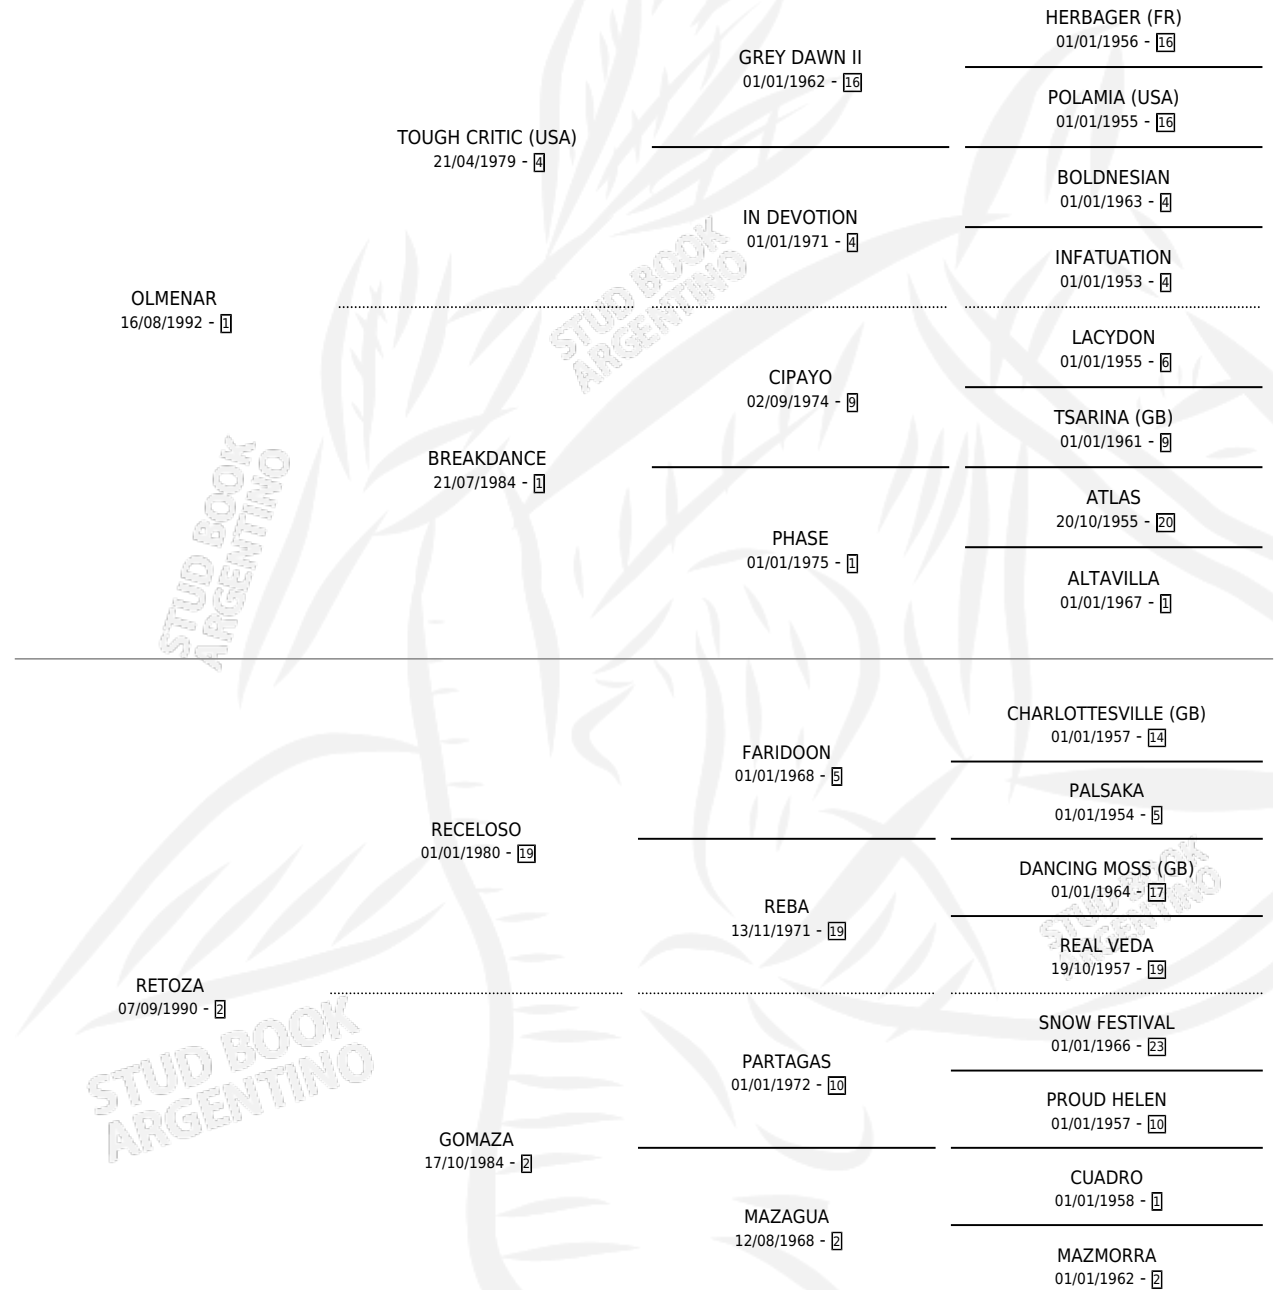 HERBAGER (FR)
01/01/1956 - 16
GREY DAWN II
01/01/1962 - 16
POLAMIA (USA)
01/01/1955 - 16
TOUGH CRITIC (USA)
21/04/1979 - 4
BOLDNESIAN
01/01/1963 - 4
IN DEVOTION
01/01/1971 - 4
INFATUATION
01/01/1953 - 4
OLMENAR
16/08/1992 - 1
LACYDON
01/01/1955 - 6
CIPAYO
02/09/1974 - 9
TSARINA (GB)
01/01/1961 - 9
BREAKDANCE
21/07/1984 - 1
ATLAS
20/10/1955 - 20
PHASE
01/01/1975 - 1
ALTAVILLA
01/01/1967 - 1
CHARLOTTESVILLE (GB)
01/01/1957 - 14
FARIDOON
01/01/1968 - 5
PALSAKA
01/01/1954 - 5
RECELOSO
01/01/1980 - 19
DANCING MOSS (GB)
01/01/1964 - 17
REBA
13/11/1971 - 19
REAL VEDA
19/10/1957 - 19
RETOZA
07/09/1990 - 2
SNOW FESTIVAL
01/01/1966 - 23
PARTAGAS
01/01/1972 - 10
PROUD HELEN
01/01/1957 - 10
GOMAZA
17/10/1984 - 2
CUADRO
01/01/1958 - 1
MAZAGUA
12/08/1968 - 2
MAZMORRA
01/01/1962 - 2
STUD BOOK
ARGENTINO
STUD BOOK
ARGENTINO
STUD BOOK
ARGENTINO
STUD BOOK
ARGENTINO